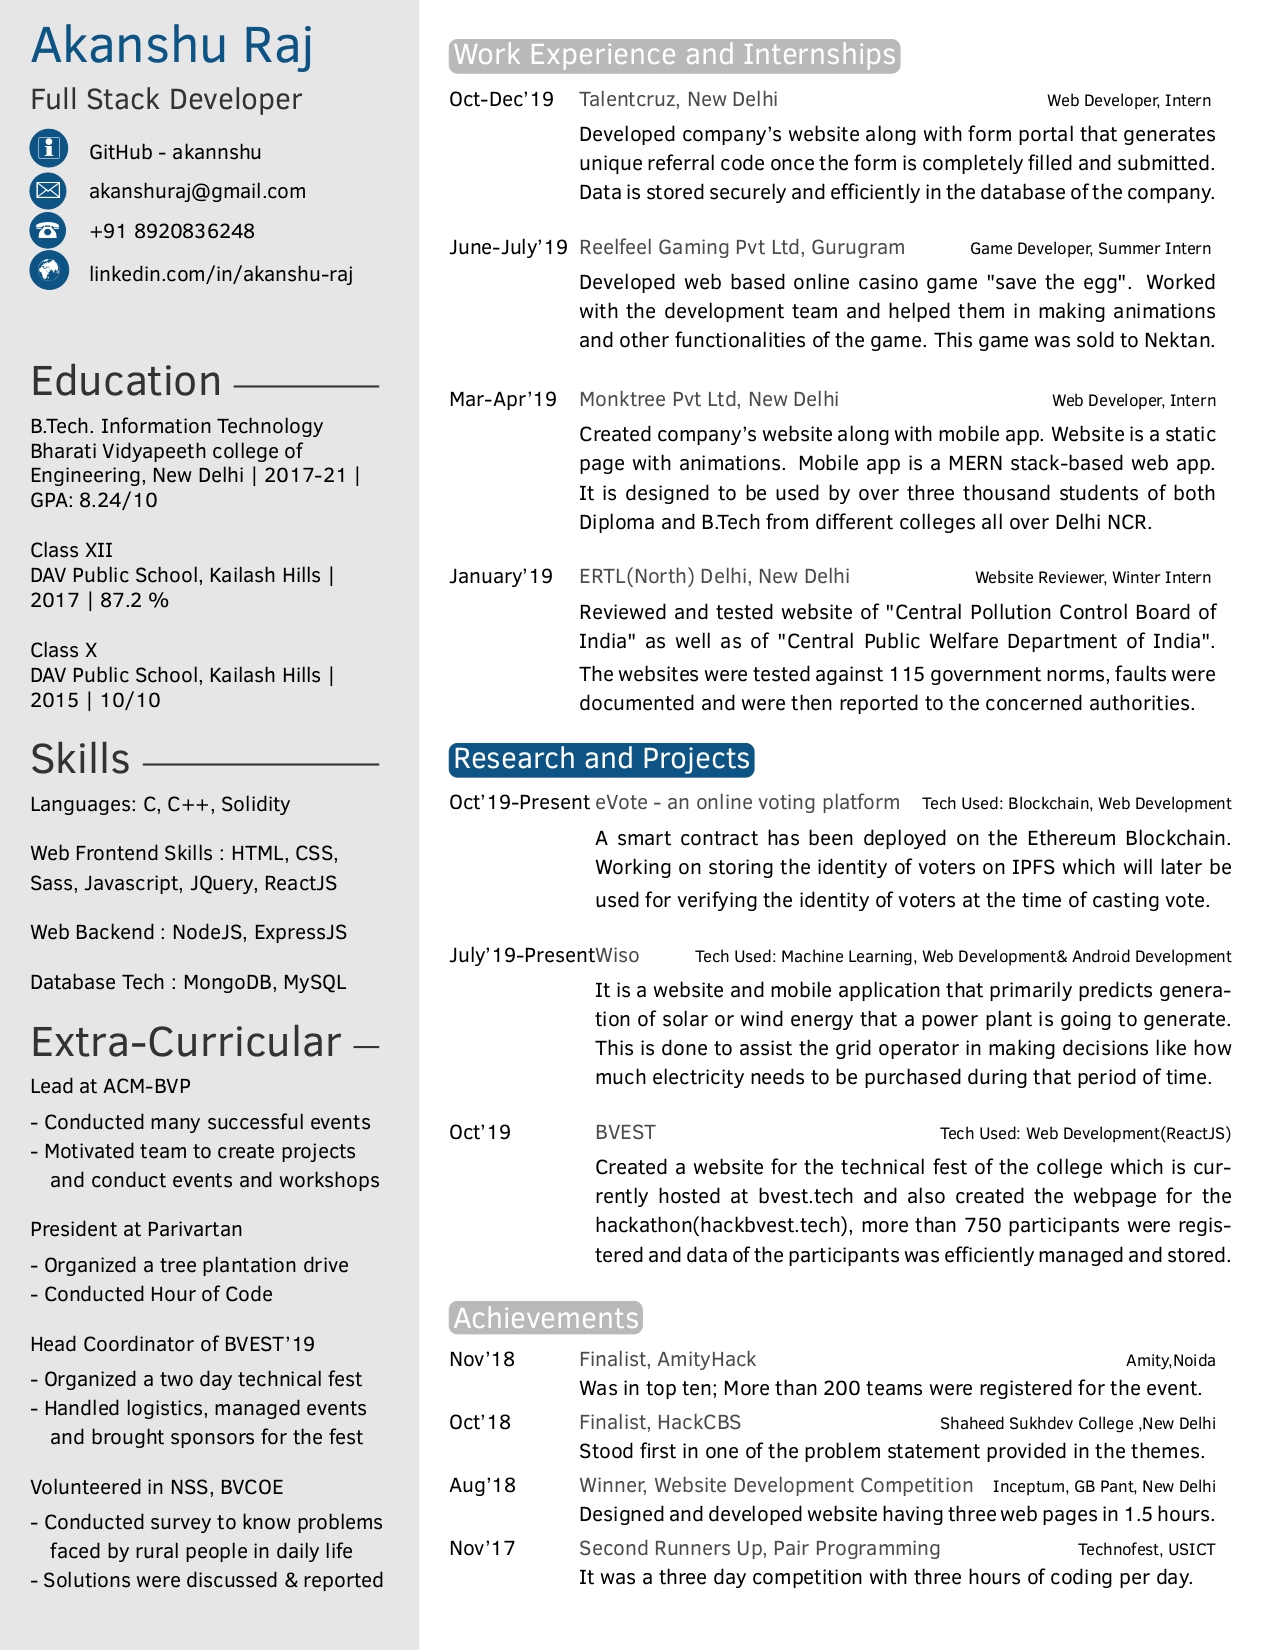 Akanshu Raj
Full Stack Developer
GitHub - akannshu
akanshuraj@gmail.com
+91 8920836248
linkedin.com/in/akanshu-raj
Education
B.Tech. Information Technology
Bharati Vidyapeeth college of
Engineering, New Delhi | 2017-21 |
GPA: 8.24/10
Class XII
DAV Public School, Kailash Hills |
2017 | 87.2 %
Class X
DAV Public School, Kailash Hills |
2015 | 10/10
Skills
Languages: C, C++, Solidity
Web Frontend Skills : HTML, CSS,
Sass, Javascript, JQuery, ReactJS
Web Backend : NodeJS, ExpressJS
Database Tech : MongoDB, MySQL
Extra-Curricular
Lead at ACM-BVP
- Conducted many successful events
- Motivated team to create projects
and conduct events and workshops
President at Parivartan
- Organized a tree plantation drive
- Conducted Hour of Code
Head Coordinator of BVEST’19
- Organized a two day technical fest
- Handled logistics, managed events
and brought sponsors for the fest
Volunteered in NSS, BVCOE
- Conducted survey to know problems
faced by rural people in daily life
- Solutions were discussed & reported
Work Experience and Internships
Oct-Dec’19 Talentcruz, New Delhi Web Developer, Intern
Developed company’s website along with form portal that generates
unique referral code once the form is completely filled and submitted.
Data is stored securely and efficiently in the database of the company.
June-July’19 Reelfeel Gaming Pvt Ltd, Gurugram Game Developer, Summer Intern
Developed web based online casino game "save the egg". Worked
with the development team and helped them in making animations
and other functionalities of the game. This game was sold to Nektan.
Mar-Apr’19 Monktree Pvt Ltd, New Delhi Web Developer, Intern
Created company’s website along with mobile app. Website is a static
page with animations. Mobile app is a MERN stack-based web app.
It is designed to be used by over three thousand students of both
Diploma and B.Tech from different colleges all over Delhi NCR.
January’19 ERTL(North) Delhi, New Delhi Website Reviewer, Winter Intern
Reviewed and tested website of "Central Pollution Control Board of
India" as well as of "Central Public Welfare Department of India".
The websites were tested against 115 government norms, faults were
documented and were then reported to the concerned authorities.
Research and Projects
Oct’19-Present eVote - an online voting platform Tech Used: Blockchain, Web Development
A smart contract has been deployed on the Ethereum Blockchain.
Working on storing the identity of voters on IPFS which will later be
used for verifying the identity of voters at the time of casting vote.
July’19-Present Wiso Tech Used: Machine Learning, Web Development& Android Development
It is a website and mobile application that primarily predicts genera-
tion of solar or wind energy that a power plant is going to generate.
This is done to assist the grid operator in making decisions like how
much electricity needs to be purchased during that period of time.
Oct’19 BVEST Tech Used: Web Development(ReactJS)
Created a website for the technical fest of the college which is cur-
rently hosted at bvest.tech and also created the webpage for the
hackathon(hackbvest.tech), more than 750 participants were regis-
tered and data of the participants was efficiently managed and stored.
Achievements
Nov’18 Finalist, AmityHack Amity,Noida
Was in top ten; More than 200 teams were registered for the event.
Oct’18 Finalist, HackCBS Shaheed Sukhdev College ,New Delhi
Stood first in one of the problem statement provided in the themes.
Aug’18 Winner, Website Development Competition Inceptum, GB Pant, New Delhi
Designed and developed website having three web pages in 1.5 hours.
Nov’17 Second Runners Up, Pair Programming Technofest, USICT
It was a three day competition with three hours of coding per day.